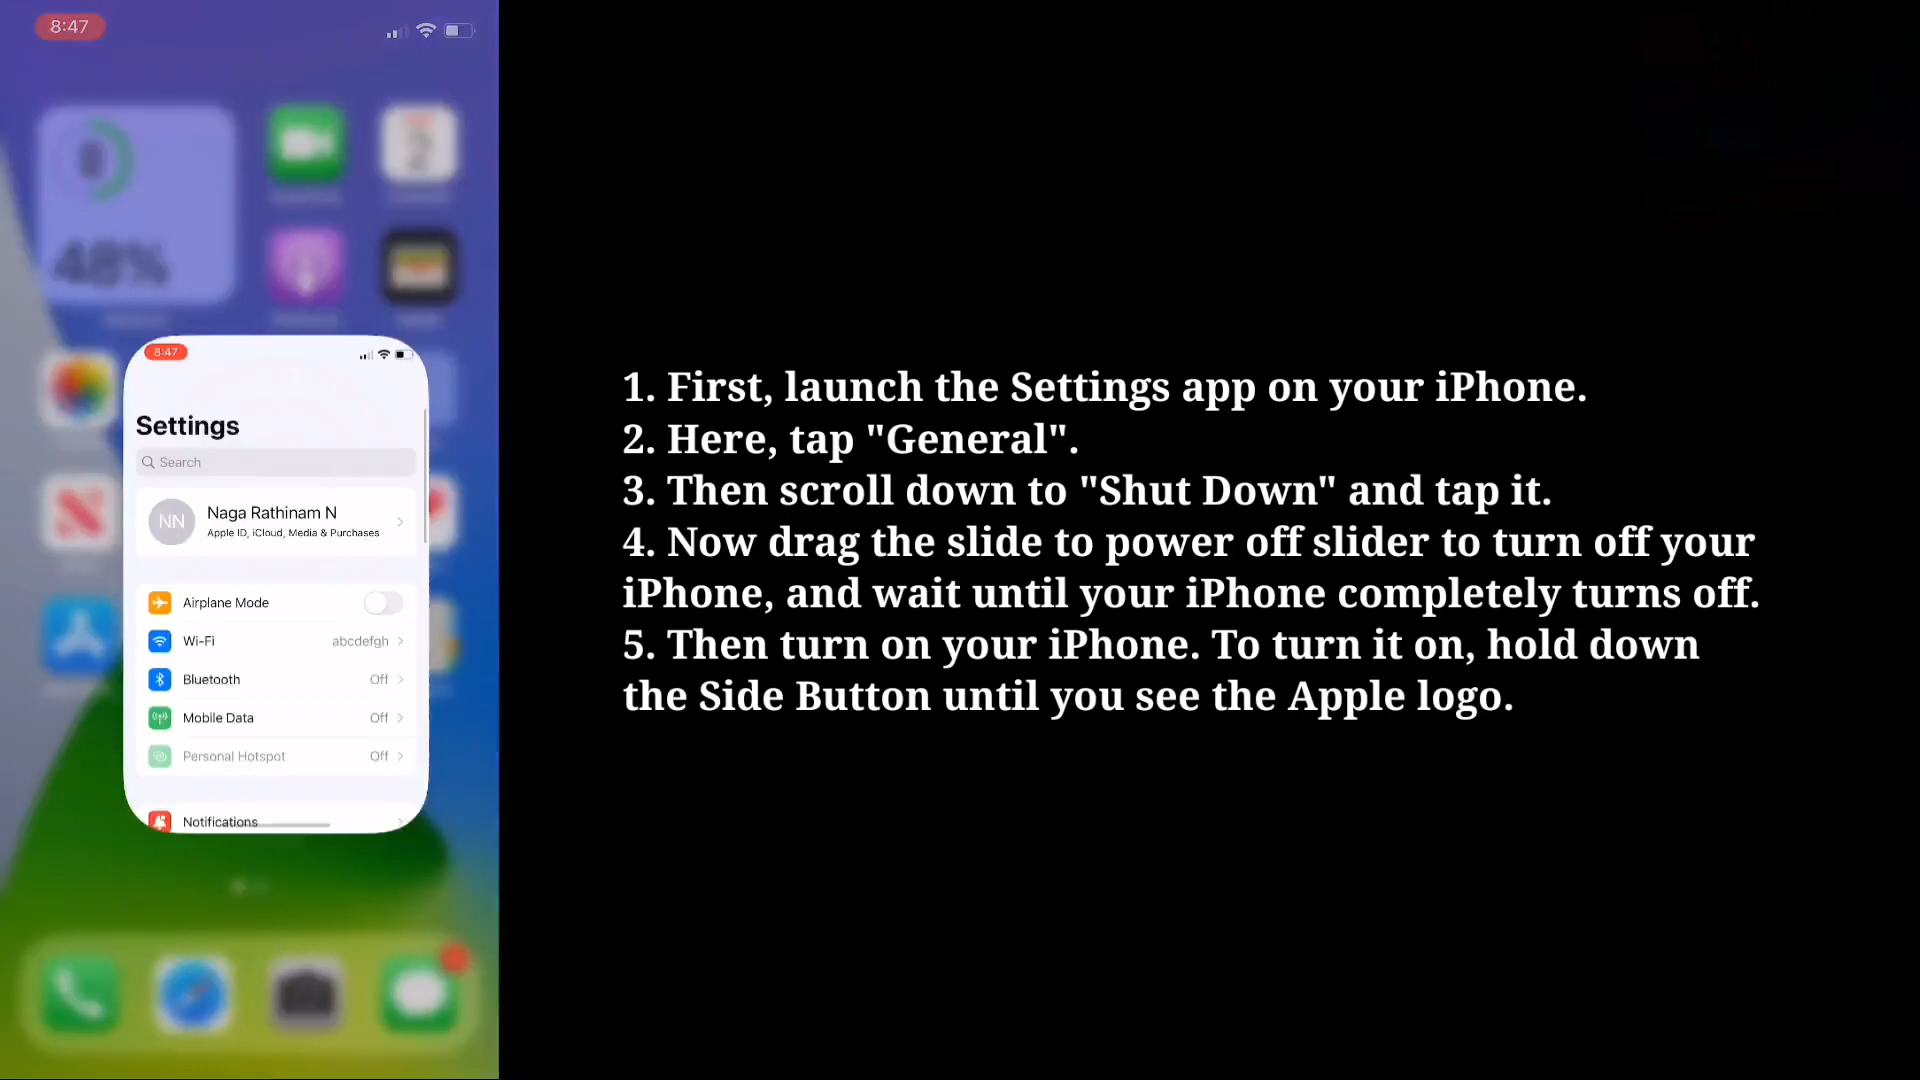 8:47
2
48%
8:47
Settings
Search
NN
Naga Rathinam N
Apple ID, iCloud, Media & Purchases
Airplane Mode
Wi-Fi abcdefgh
Bluetooth Off
Mobile Data Off
Personal Hotspot Off
Notifications
1. First, launch the Settings app on your iPhone.
2. Here, tap "General".
3. Then scroll down to "Shut Down" and tap it.
4. Now drag the slide to power off slider to turn off your
iPhone, and wait until your iPhone completely turns off.
5. Then turn on your iPhone. To turn it on, hold down
the Side Button until you see the Apple logo.